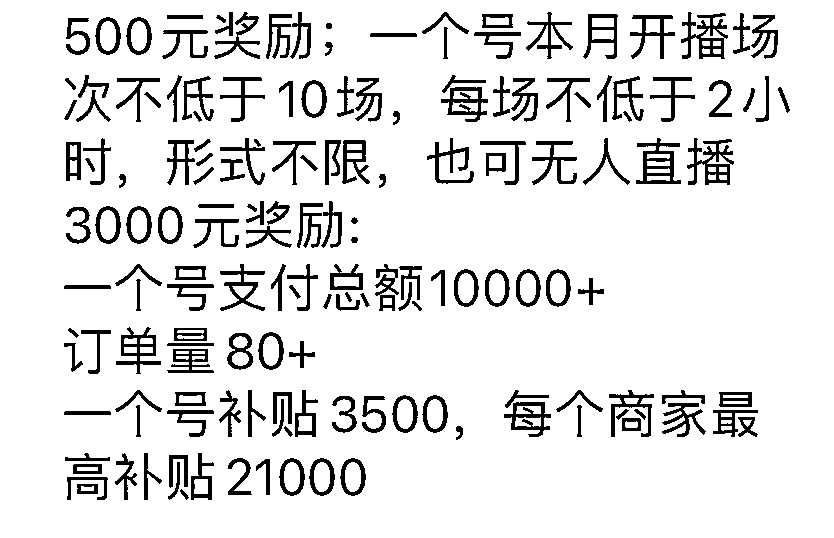 500元奖励；一个号本月开播场
次不低于10场，每场不低于2小
时，形式不限，也可无人直播
3000元奖励:
一个号支付总额10000+
订单量80+
一个号补贴3500，每个商家最
高补贴21000